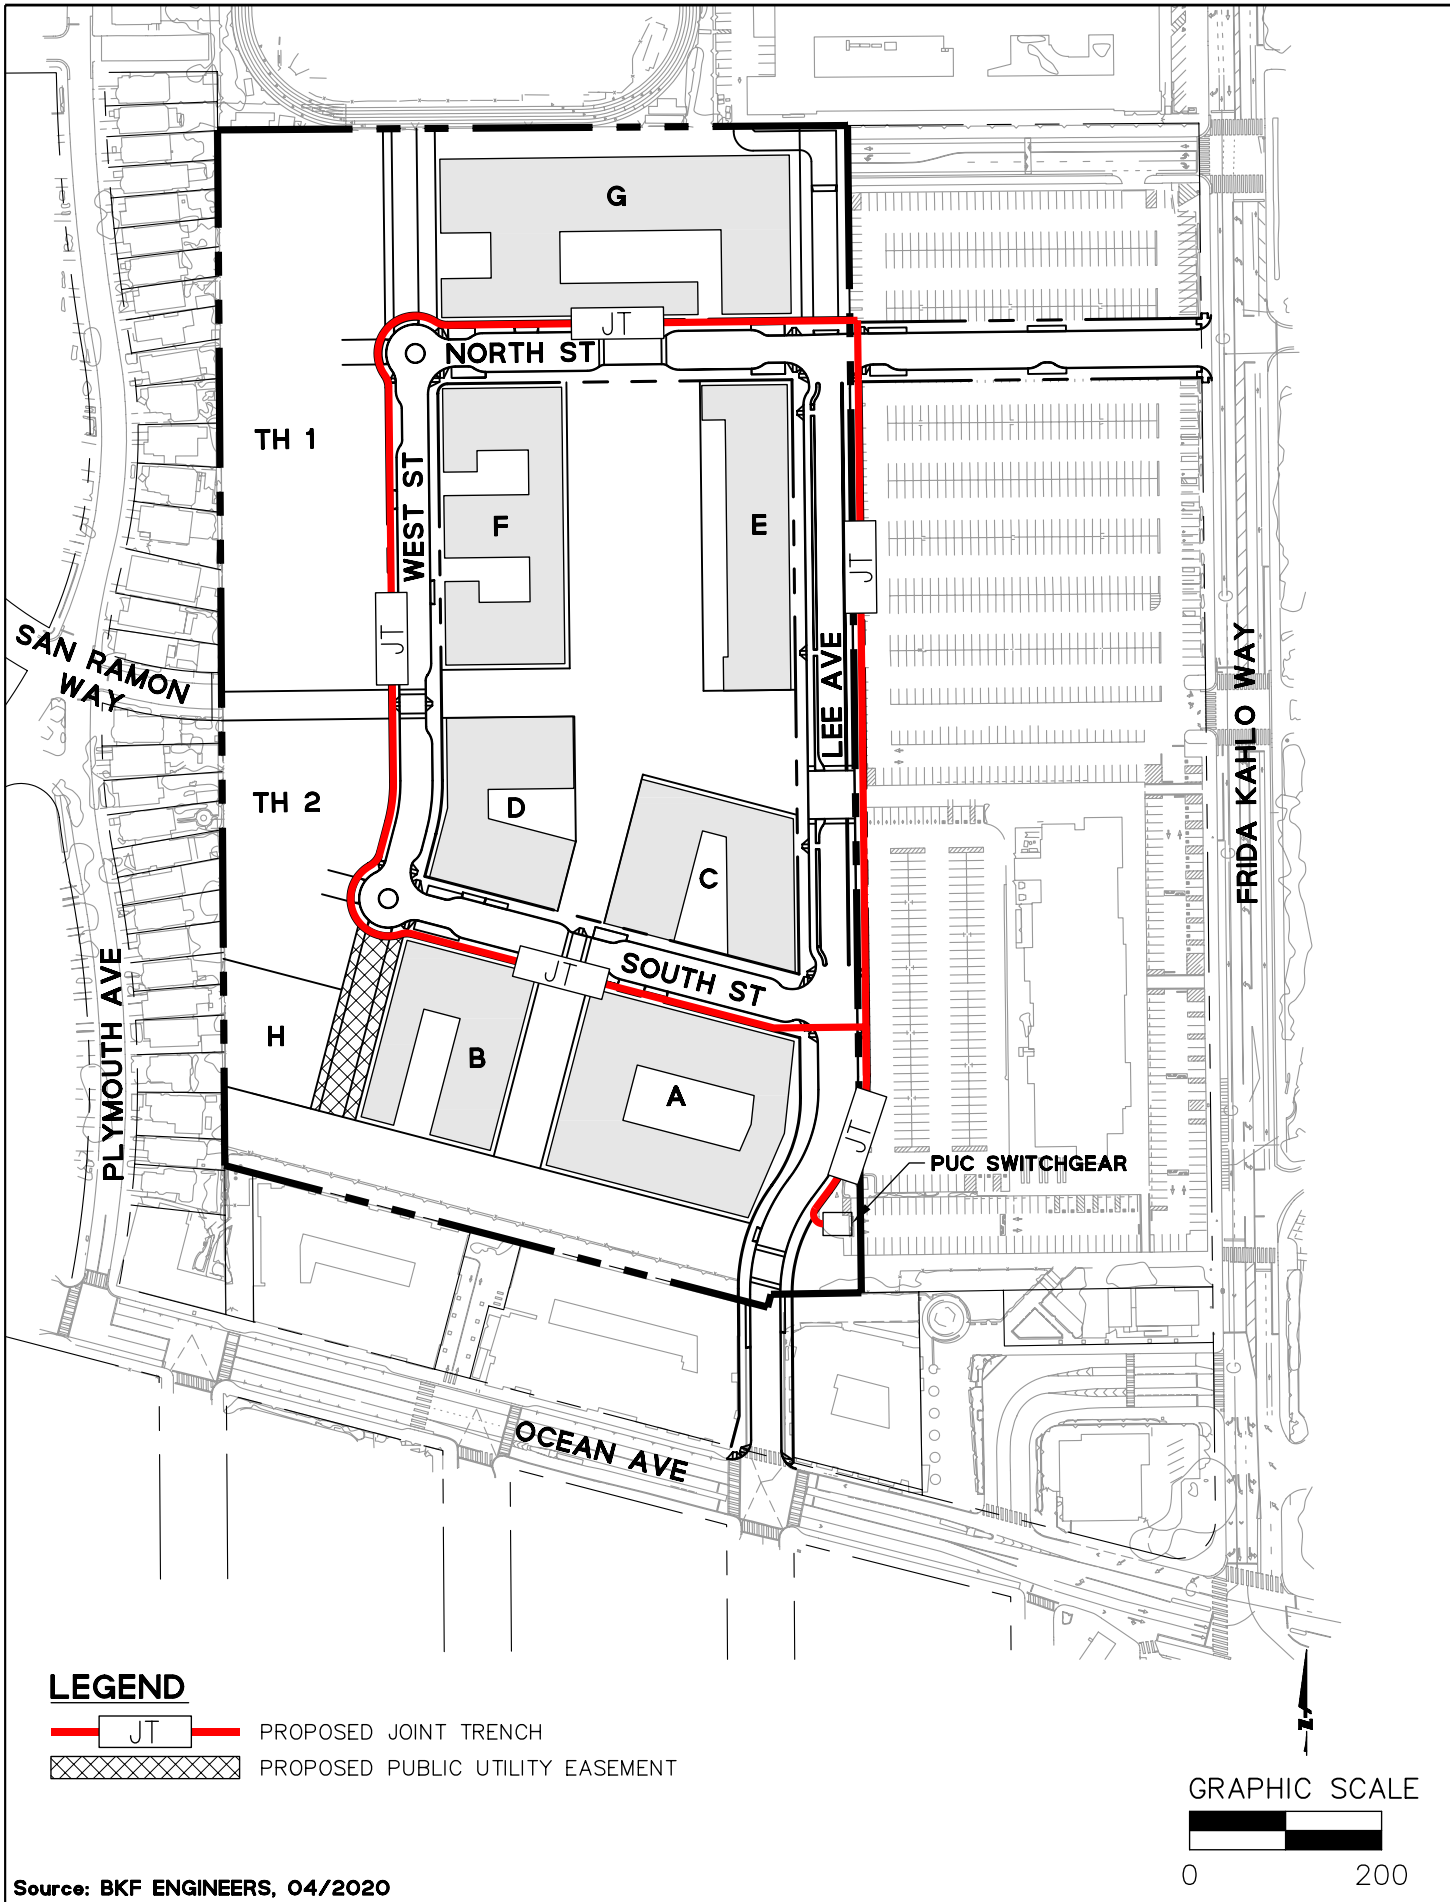 G
JT
NORTH ST
TH 1
WEST ST
F
E
JT
JT
SAN RAMON
WAY
LEE AVE
FRIDA KAHLO WAY
TH 2
D
C
PLYMOUTH AVE
JT
SOUTH ST
H
B
A
JT
PUC SWITCHGEAR
OCEAN AVE
LEGEND
JT PROPOSED JOINT TRENCH
PROPOSED PUBLIC UTILITY EASEMENT
N
GRAPHIC SCALE
0 200
Source: BKF ENGINEERS, 04/2020